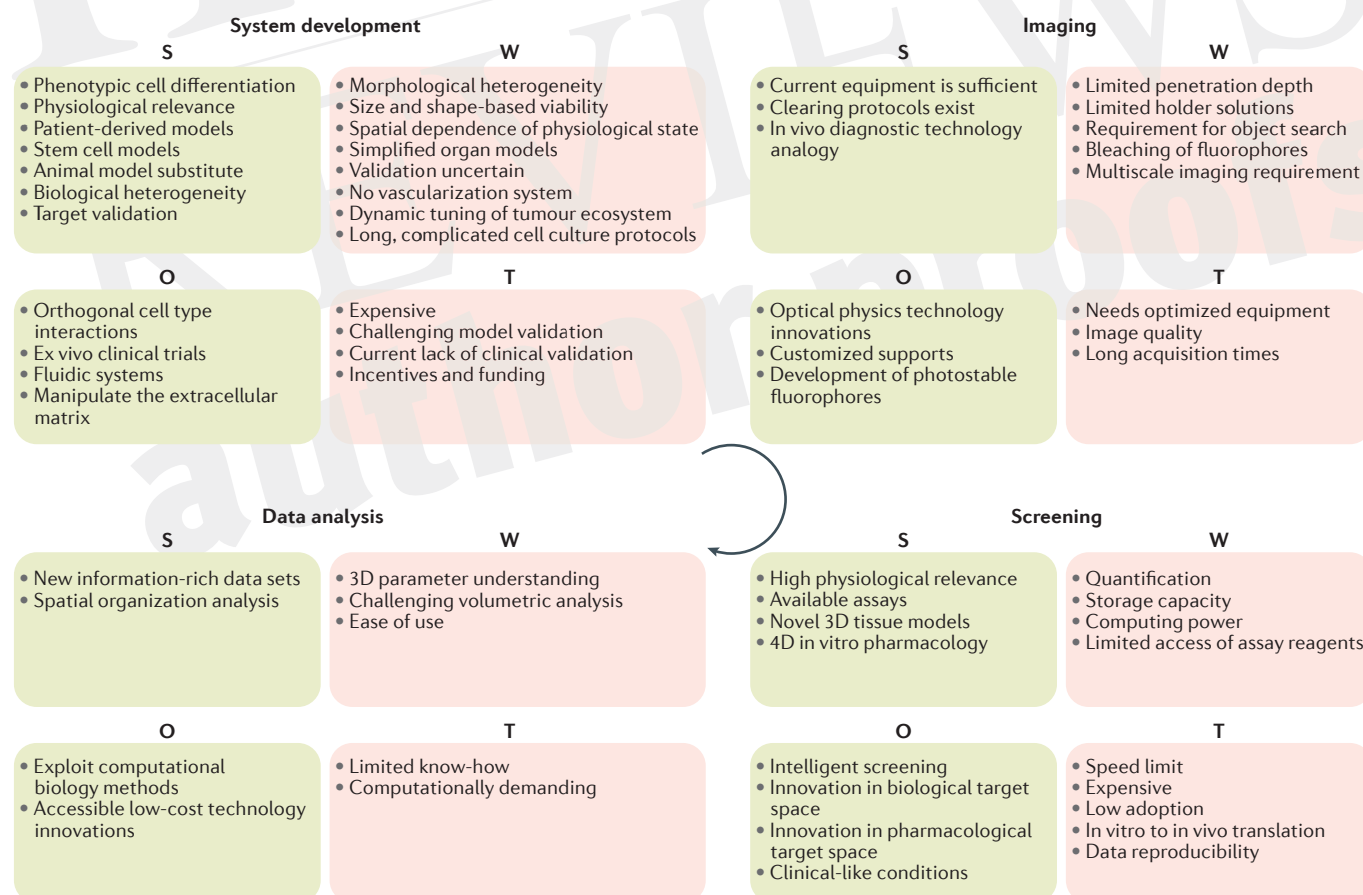 System development
S
• Phenotypic cell differentiation
• Physiological relevance
• Patient-derived models
• Stem cell models
• Animal model substitute
• Biological heterogeneity
• Target validation
W
• Morphological heterogeneity
• Size and shape-based viability
• Spatial dependence of physiological state
• Simplified organ models
• Validation uncertain
• No vascularization system
• Dynamic tuning of tumour ecosystem
• Long, complicated cell culture protocols
O
• Orthogonal cell type
interactions
• Ex vivo clinical trials
• Fluidic systems
• Manipulate the extracellular
matrix
T
• Expensive
• Challenging model validation
• Current lack of clinical validation
• Incentives and funding
Imaging
S
• Current equipment is sufficient
• Clearing protocols exist
• In vivo diagnostic technology
analogy
W
• Limited penetration depth
• Limited holder solutions
• Requirement for object search
• Bleaching of fluorophores
• Multiscale imaging requirement
O
• Optical physics technology
innovations
• Customized supports
• Development of photostable
fluorophores
T
• Needs optimized equipment
• Image quality
• Long acquisition times
Data analysis
S
• New information-rich data sets
• Spatial organization analysis
W
• 3D parameter understanding
• Challenging volumetric analysis
• Ease of use
O
• Exploit computational
biology methods
• Accessible low-cost technology
innovations
T
• Limited know-how
• Computationally demanding
Screening
S
• High physiological relevance
• Available assays
• Novel 3D tissue models
• 4D in vitro pharmacology
W
• Quantification
• Storage capacity
• Computing power
• Limited access of assay reagents
O
• Intelligent screening
• Innovation in biological target
space
• Innovation in pharmacological
target space
• Clinical-like conditions
T
• Speed limit
• Expensive
• Low adoption
• In vitro to in vivo translation
• Data reproducibility
REVIEWS
author proofs